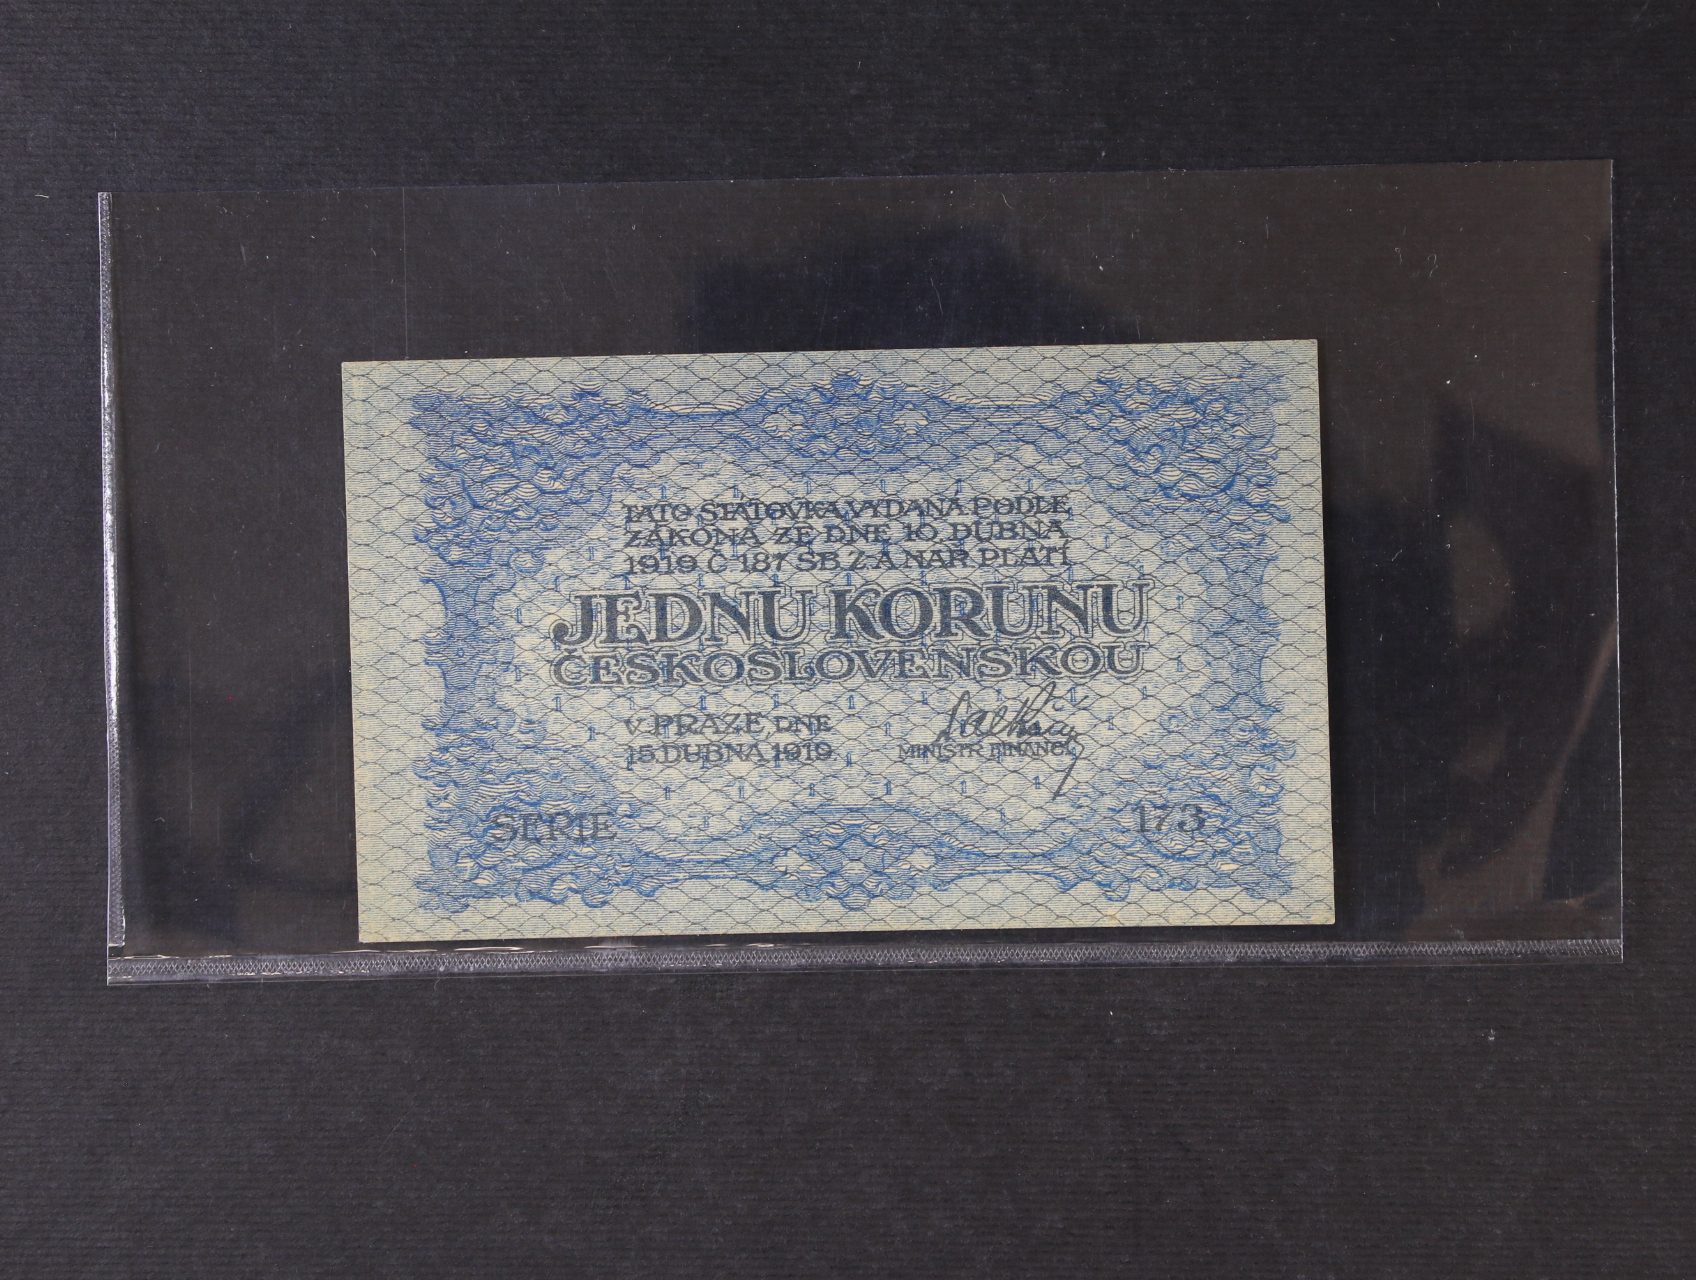 TATO STÁTOVKA, VYDANÁ PODLE
ZÁKONA ZE DNE 10. DUBNA
1919 Č 187 SB. Z. A NAŘ. PLATÍ
JEDNU KORUNU
ČESKOSLOVENSKOU
V PRAZE, DNE
15. DUBNA 1919.
MINISTR FINANCÍ
SERIE 173